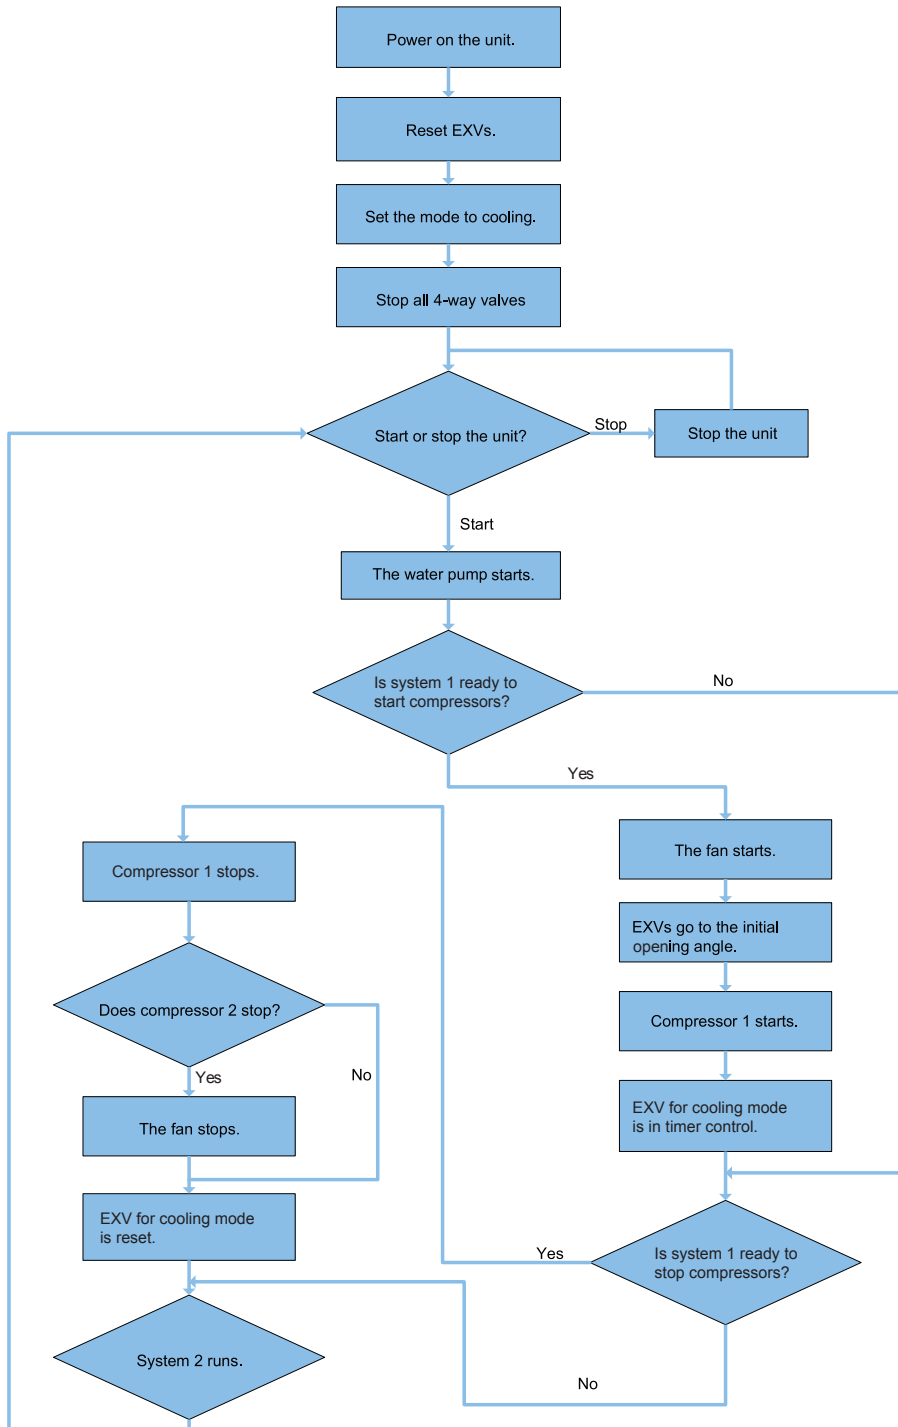 Power on the unit.
Reset EXVs.
Set the mode to cooling.
Stop all 4-way valves
Start or stop the unit?
Stop
Stop the unit
Start
The water pump starts.
Is system 1 ready to
start compressors?
No
Yes
The fan starts.
Compressor 1 stops.
EXVs go to the initial
opening angle.
Does compressor 2 stop?
Compressor 1 starts.
No
Yes
EXV for cooling mode
is in timer control.
The fan stops.
EXV for cooling mode
is reset.
Yes
Is system 1 ready to
stop compressors?
System 2 runs.
No